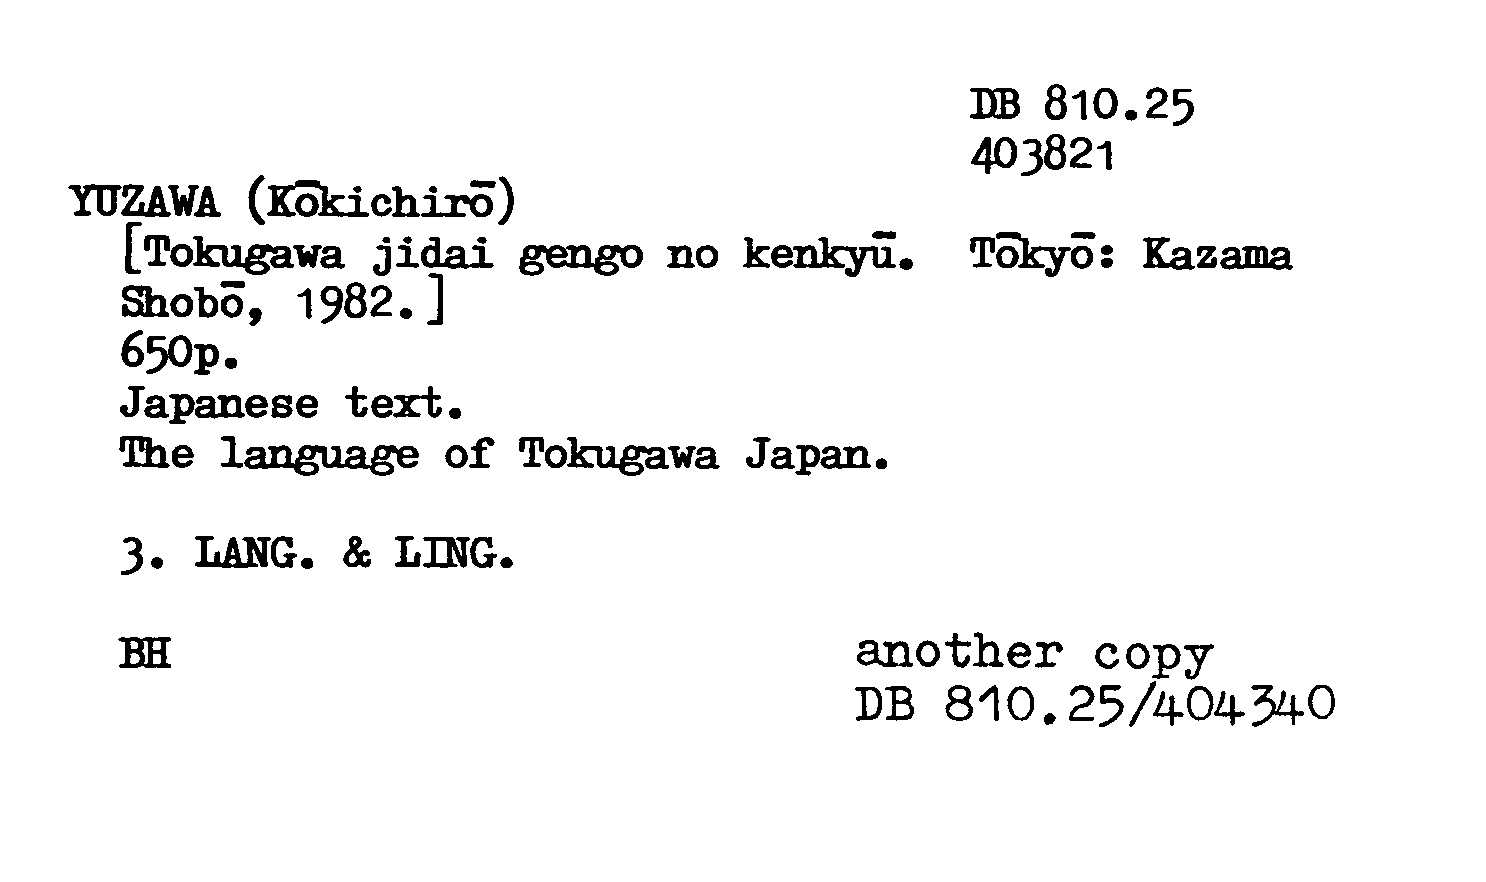 DB 810.25
403821
YUZAWA (Kōkichirō)
[Tokugawa jidai gengo no kenkyū. Tōkyō: Kazama
Shobō, 1982.]
650p.
Japanese text.
The language of Tokugawa Japan.
3. LANG. & LING.
BH
another copy
DB 810.25/404340